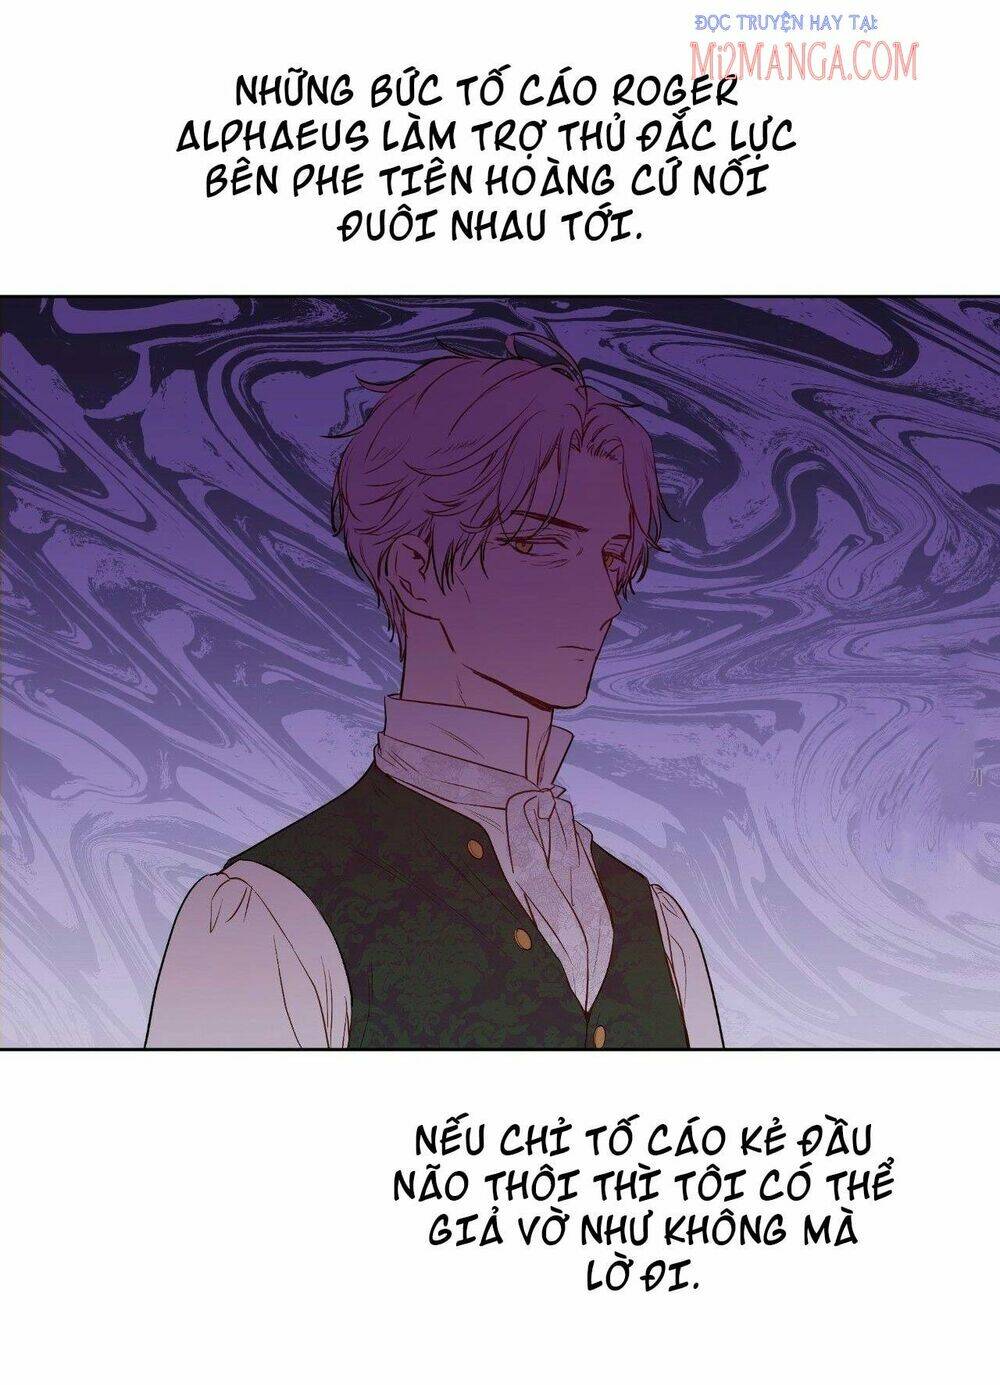 ĐỌC TRUYỆN HAY TẠI:
MI2MANGA.COM
NHỮNG BỨC TỐ CÁO ROGER
ALPHAEUS LÀM TRỢ THỦ ĐẮC LỰC
BÊN PHE TIÊN HOÀNG CỨ NỐI
ĐUÔI NHAU TỚI.
NẾU CHỈ TỐ CÁO KẺ ĐẦU
NÃO THÔI THÌ TÔI CÓ THỂ
GIẢ VỜ NHƯ KHÔNG MÀ
LỜ ĐI.